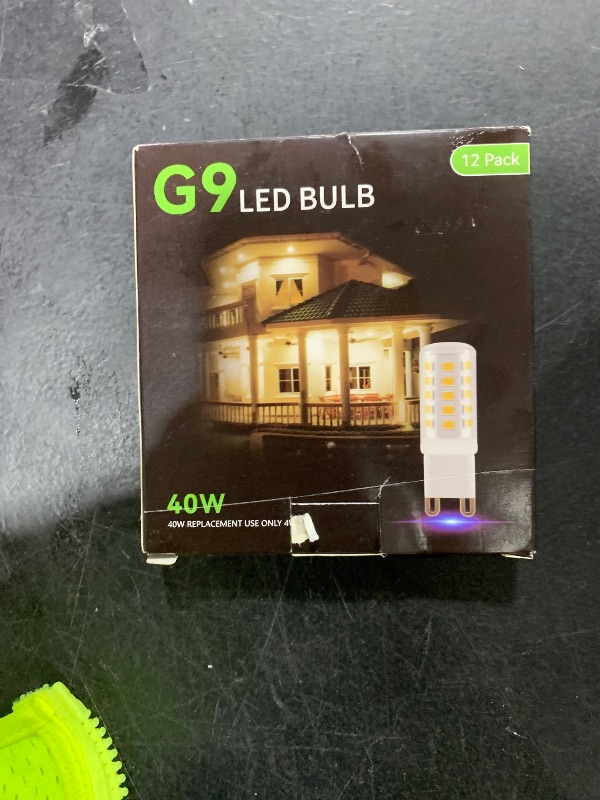 12 Pack
G9 LED BULB
40W
40W REPLACEMENT USE ONLY 4